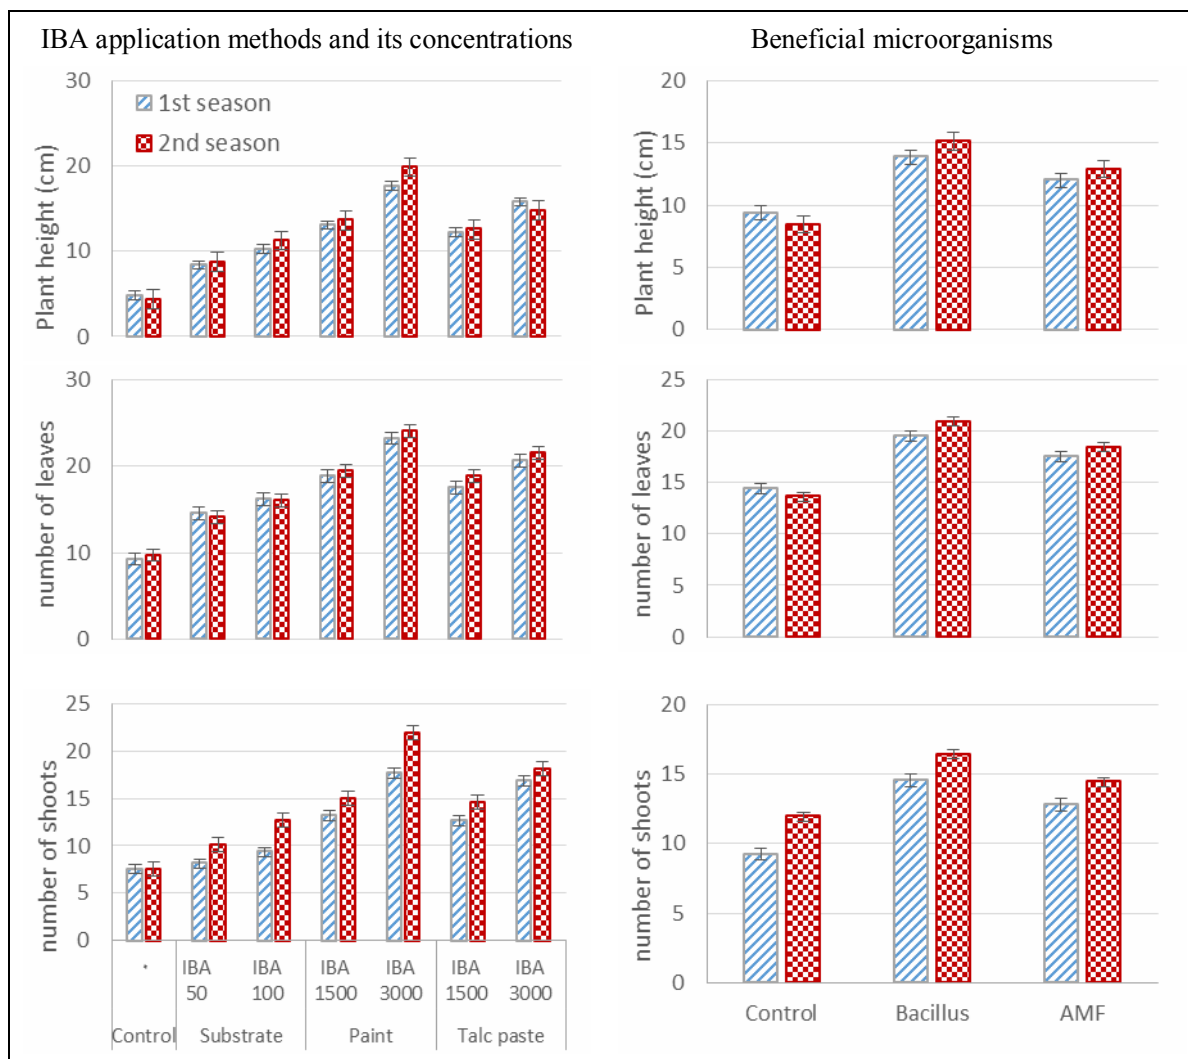 IBA application methods and its concentrations
Beneficial microorganisms
30
20
10
0
Plant height (cm)
1st season
2nd season
20
15
10
5
0
Plant height (cm)
30
20
10
0
number of leaves
25
20
15
10
5
0
number of leaves
25
20
15
10
5
0
number of shoots
IBA 50
IBA 100
IBA 1500
IBA 3000
IBA 1500
IBA 3000
Control
Substrate
Paint
Talc paste
20
15
10
5
0
number of shoots
Control
Bacillus
AMF